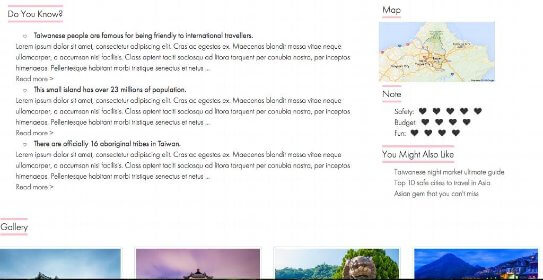 Do You Know?
Taiwanese people are famous for being friendly to international travellers.
Lorem ipsum dolor sit amet, consectetur adipiscing elit. Cras ac egestas ex. Maecenas blandit massa vitae neque
ullamcorper, a accumsan nisi facilisis. Class aptent taciti sociosqu ad litora torquent per conubia nostra, per inceptos
himenaeos. Pellentesque habitant morbi tristique senectus et netus ...
Read more >
This small island has over 23 millions of population.
Lorem ipsum dolor sit amet, consectetur adipiscing elit. Cras ac egestas ex. Maecenas blandit massa vitae neque
ullamcorper, a accumsan nisi facilisis. Class aptent taciti sociosqu ad litora torquent per conubia nostra, per inceptos
himenaeos. Pellentesque habitant morbi tristique senectus et netus ...
Read more >
There are officially 16 aboriginal tribes in Taiwan.
Lorem ipsum dolor sit amet, consectetur adipiscing elit. Cras ac egestas ex. Maecenas blandit massa vitae neque
ullamcorper, a accumsan nisi facilisis. Class aptent taciti sociosqu ad litora torquent per conubia nostra, per inceptos
himenaeos. Pellentesque habitant morbi tristique senectus et netus ...
Read more >
Map
Taipei
Note
Safety:
Budget
Fun:
You Might Also Like
Taiwanese night market ultimate guide
Top 10 safe cities to travel in Asia
Asian gem that you can't miss
Gallery